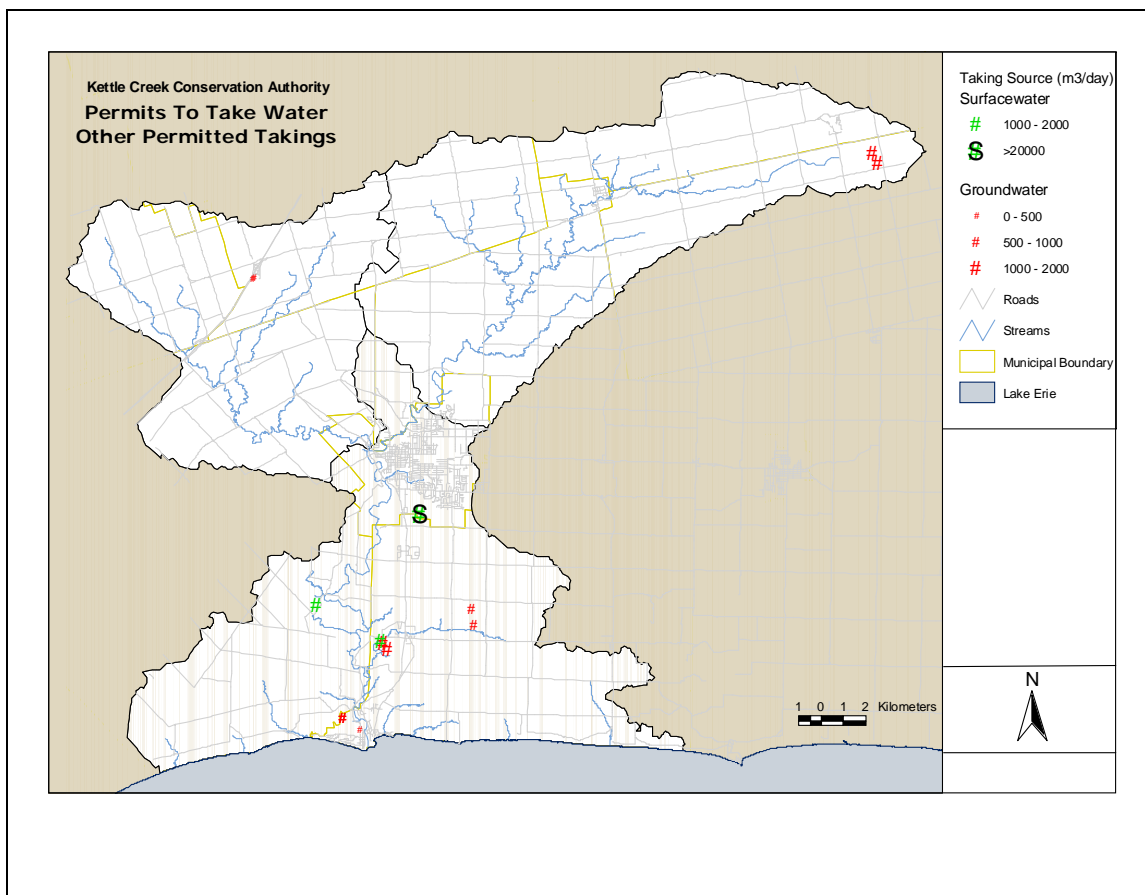 Kettle Creek Conservation Authority
Permits To Take Water
Other Permitted Takings
Taking Source (m3/day)
Surfacewater
# 1000 - 2000
S >20000
Groundwater
# 0 - 500
# 500 - 1000
# 1000 - 2000
Roads
Streams
Municipal Boundary
Lake Erie
# #
#
S
#
#
#
# # #
#
#
N
1 0 1 2 Kilometers